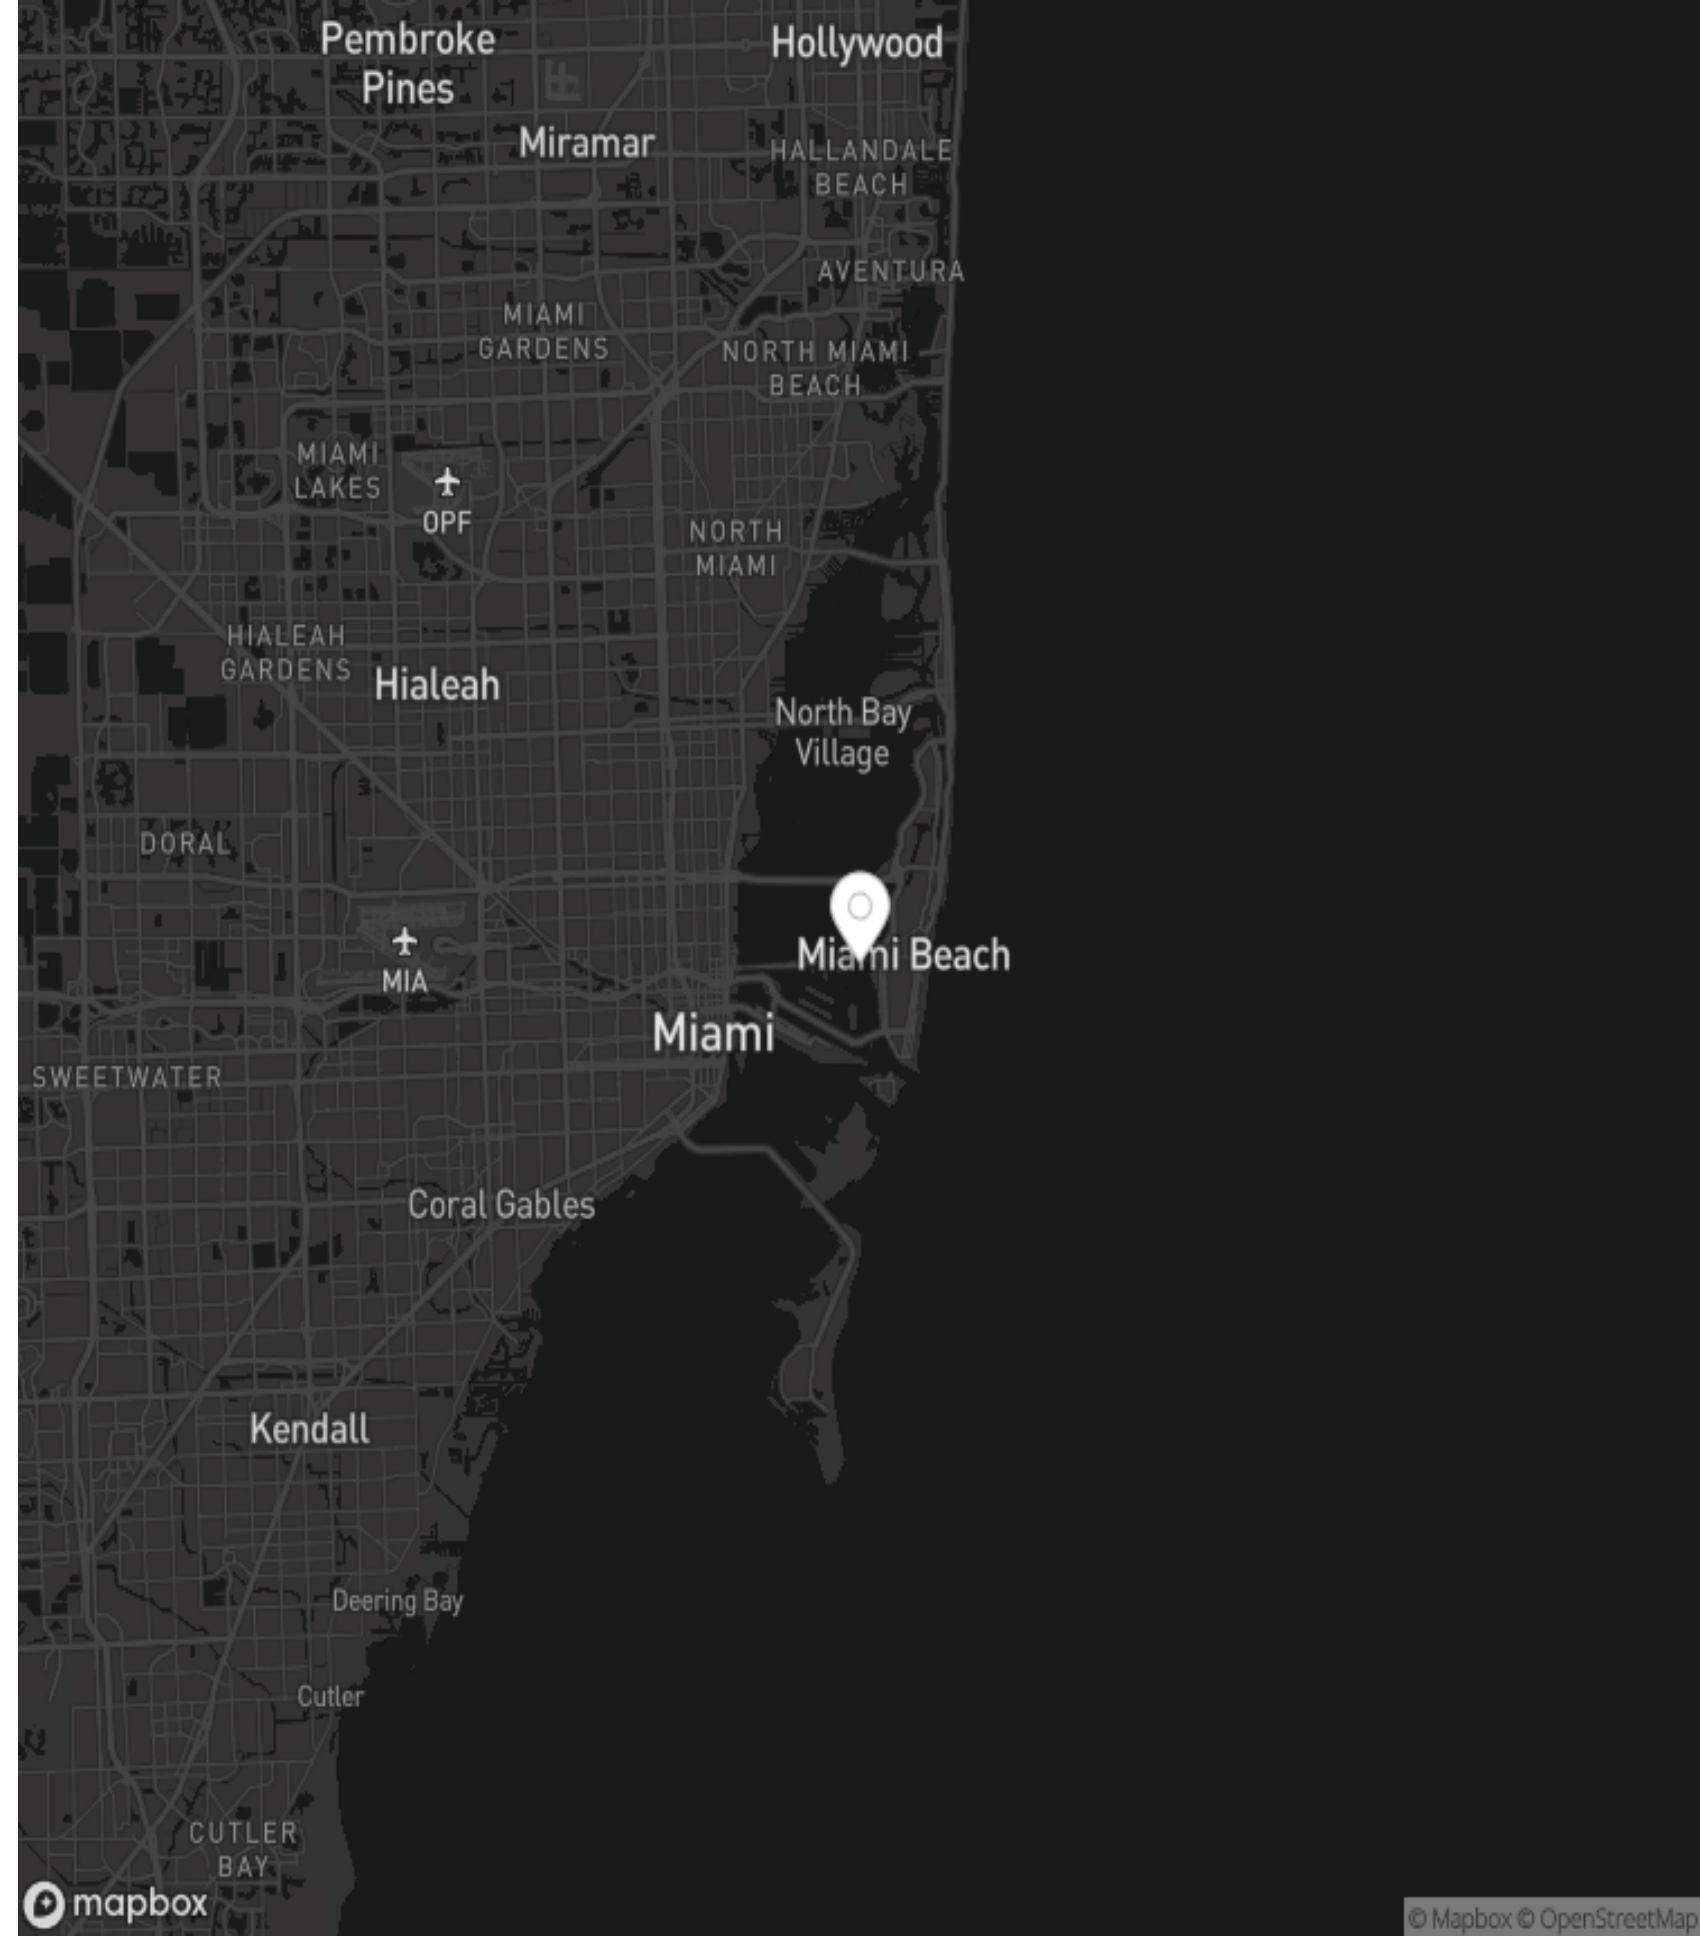 Pembroke
Pines
Hollywood
Miramar
HALLANDALE
BEACH
AVENTURA
MIAMI
GARDENS
NORTH MIAMI
BEACH
MIAMI
LAKES
OPF
NORTH
MIAMI
HIALEAH
GARDENS
Hialeah
North Bay
Village
DORAL
Miami Beach
MIA
Miami
SWEETWATER
Coral Gables
Kendall
Deering Bay
Cutler
CUTLER
BAY
mapbox
© Mapbox © OpenStreetMap